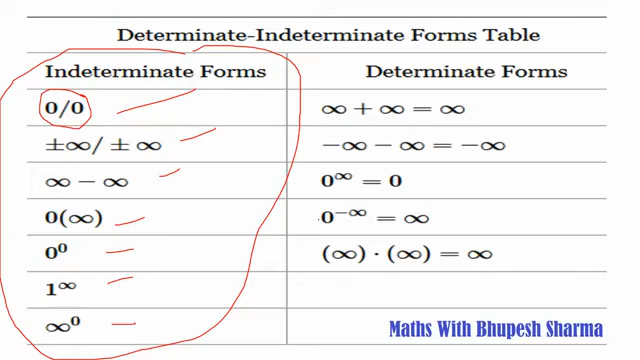 Determinate-Indeterminate Forms Table
Indeterminate Forms Determinate Forms
0/0 ∞ + ∞ = ∞
±∞/ ± ∞ −∞ − ∞ = −∞
∞ − ∞ 0^∞ = 0
0(∞) 0^−∞ = ∞
0^0 (∞) · (∞) = ∞
1^∞
∞^0
Maths With Bhupesh Sharma